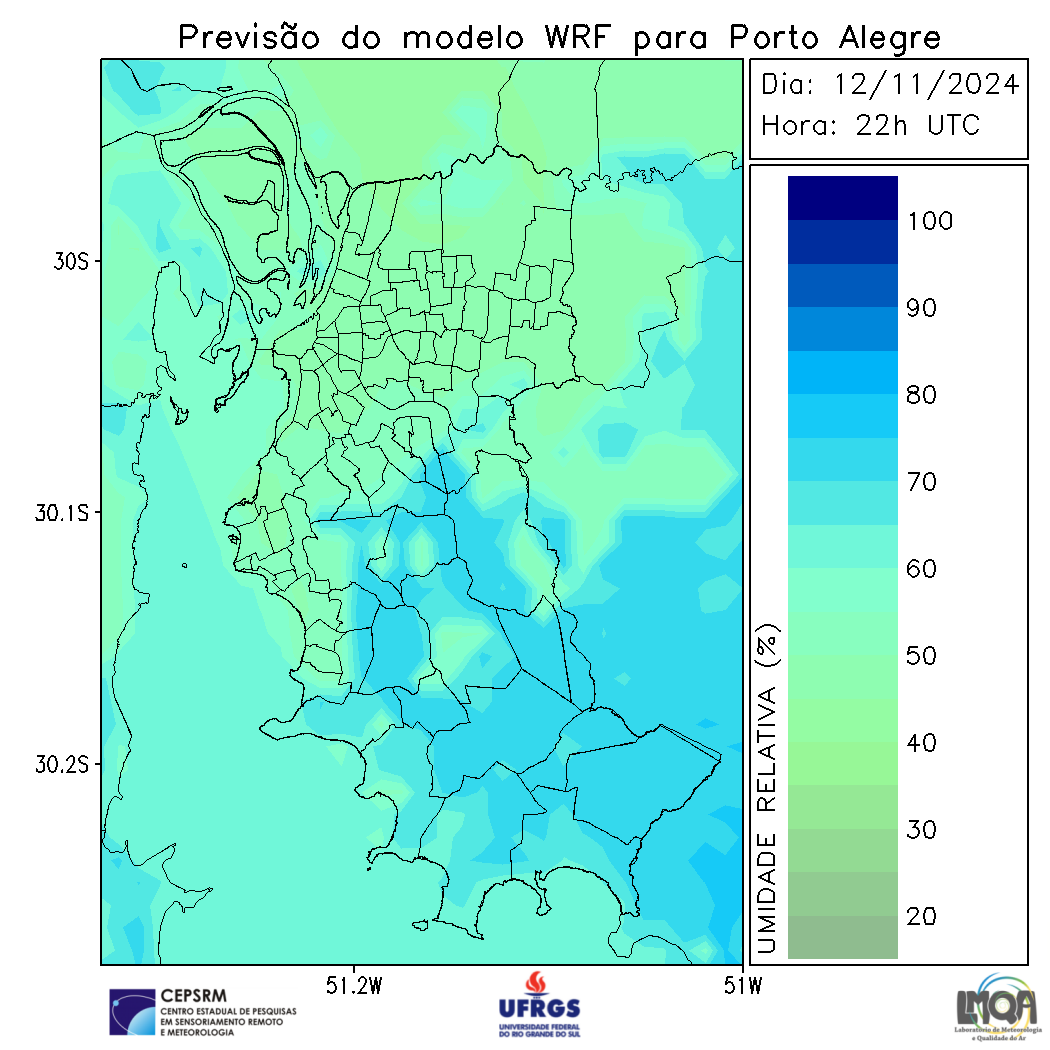 Previsão do modelo WRF para Porto Alegre
Dia: 12/11/2024
Hora: 22h UTC
30S
30.1S
30.2S
51.2W
51W
100
90
80
70
60
50
40
30
20
UMIDADE RELATIVA (%)
CEPSRM
CENTRO ESTADUAL DE PESQUISAS
EM SENSORIAMENTO REMOTO
E METEOROLOGIA
UFRGS
UNIVERSIDADE FEDERAL
DO RIO GRANDE DO SUL
LMQA
Laboratório de Meteorologia
e Qualidade do Ar